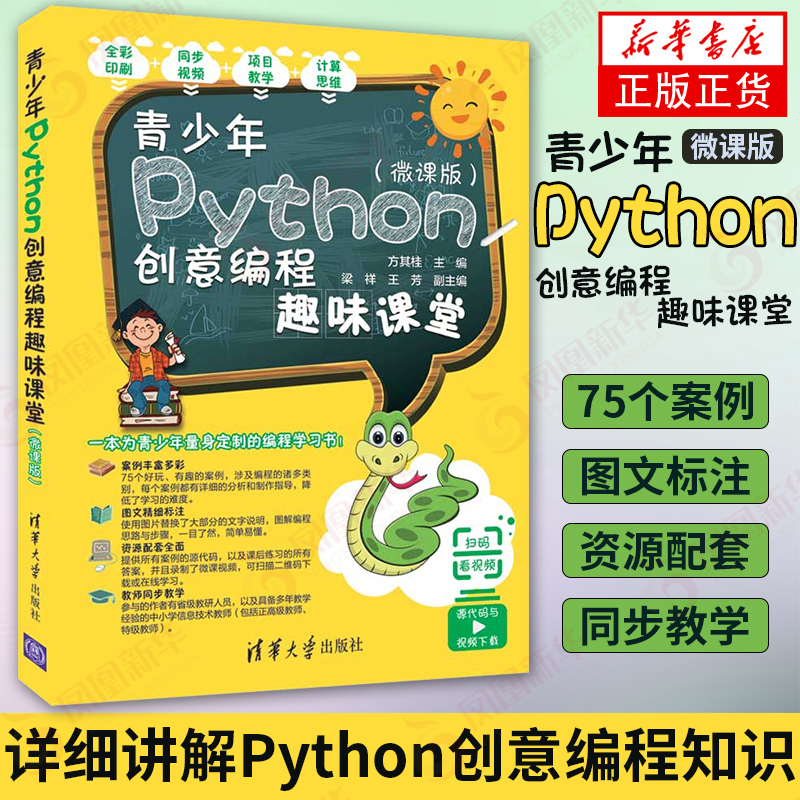 全彩
印刷
同步
视频
项目
教学
计算
思维
新华书店
正版正货
青少年
Python
(微课版)
创意编程
趣味课堂
方其桂 主 编
梁 祥 王 芳 副主编
青少年Python创意编程趣味课堂(微课版)
清华大学出版社
一本为青少年量身定制的编程学习书!
案例丰富多彩
75个好玩、有趣的案例，涉及编程的诸多类
别，每个案例都有详细的分析和制作指导，降
低了学习的难度。
图文精细标注
使用图片替换了大部分的文字说明，图解编程
思路与步骤，一目了然，简单易懂。
资源配套全面
提供所有案例的源代码，以及课后练习的所有
答案，并且录制了微课视频，可扫描二维码下
载或在线学习。
教师同步教学
参与的作者有省级教研人员，以及具备多年教学
经验的中小学信息技术教师（包括正高级教师、
特级教师）。
扫码
看视频
源代码与
视频下载
清华大学出版社
青少年 微课版
Python
创意编程
趣味课堂
75个案例
图文标注
资源配套
同步教学
详细讲解Python创意编程知识
凤凰新华